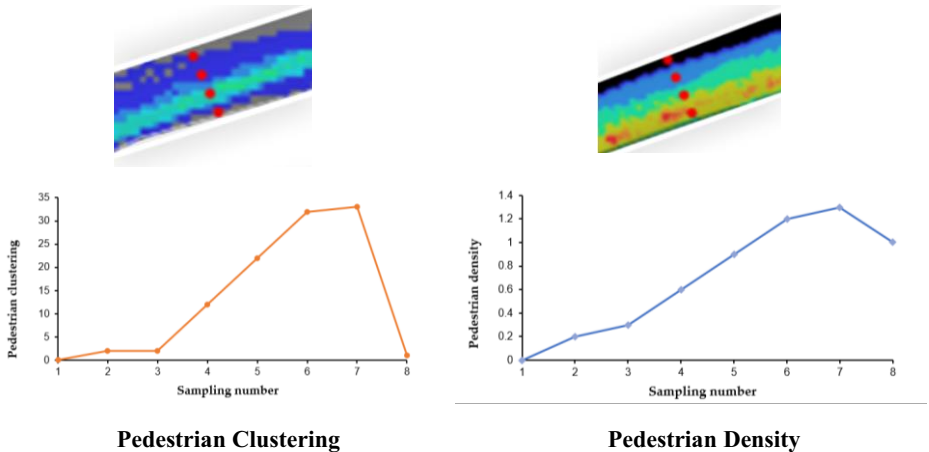 35
30
25
20
15
10
5
0
Pedestrian clustering
1 2 3 4 5 6 7 8
Sampling number
Pedestrian Clustering
1.4
1.2
1
0.8
0.6
0.4
0.2
0
Pedestrian density
1 2 3 4 5 6 7 8
Sampling number
Pedestrian Density